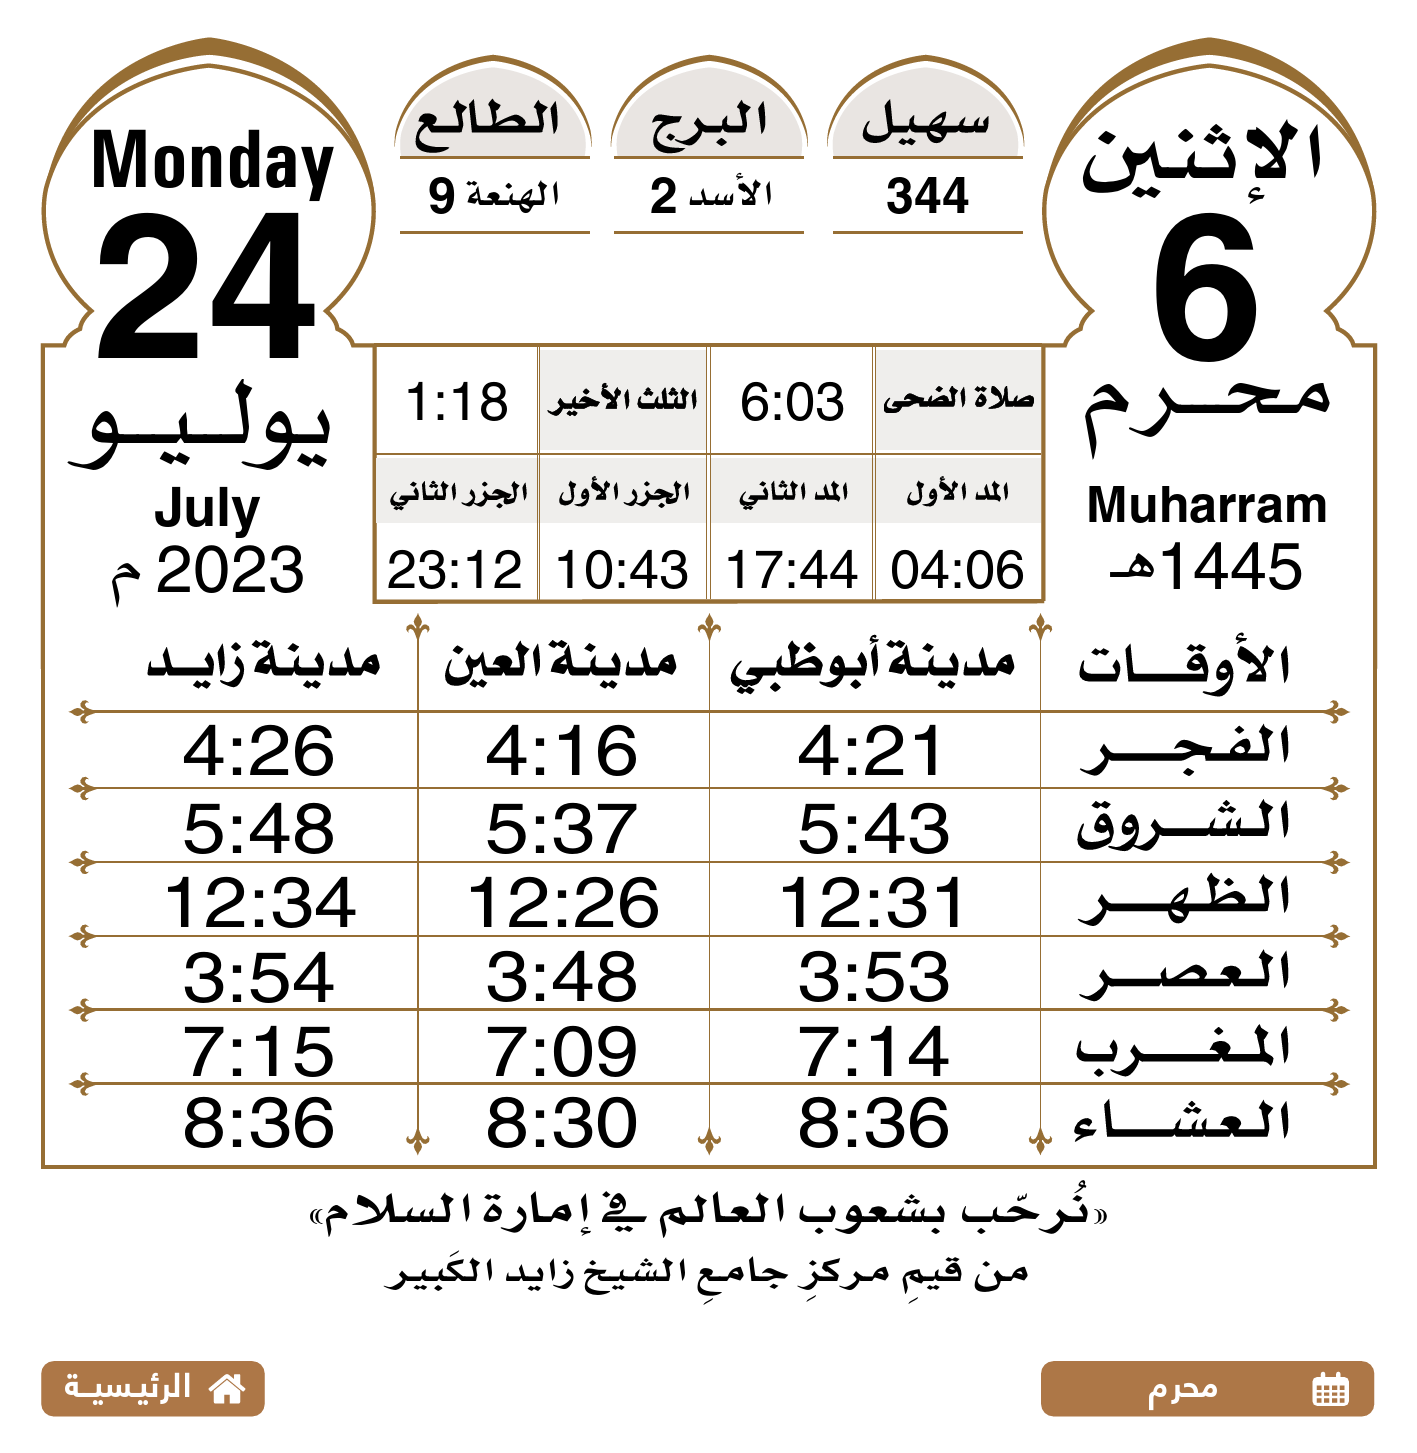 الإثنين
6
محرم
Muharram
1445هـ
سهيل
344
البرج
الأسد 2
الطالع
الهنعة 9
Monday
24
يوليو
July
2023 م
صلاة الضحى 6:03 الثلث الأخير 1:18
المد الأول المد الثاني الجزر الأول الجزر الثاني
04:06 17:44 10:43 23:12
الأوقات مدينة أبوظبي مدينة العين مدينة زايد
الفجر 4:21 4:16 4:26
الشروق 5:43 5:37 5:48
الظهر 12:31 12:26 12:34
العصر 3:53 3:48 3:54
المغرب 7:14 7:09 7:15
العشاء 8:36 8:30 8:36
«نُرحّب بشعوب العالم في إمارة السلام»
من قيمِ مركزِ جامعِ الشيخ زايد الكَبير
محرم
الرئيسية